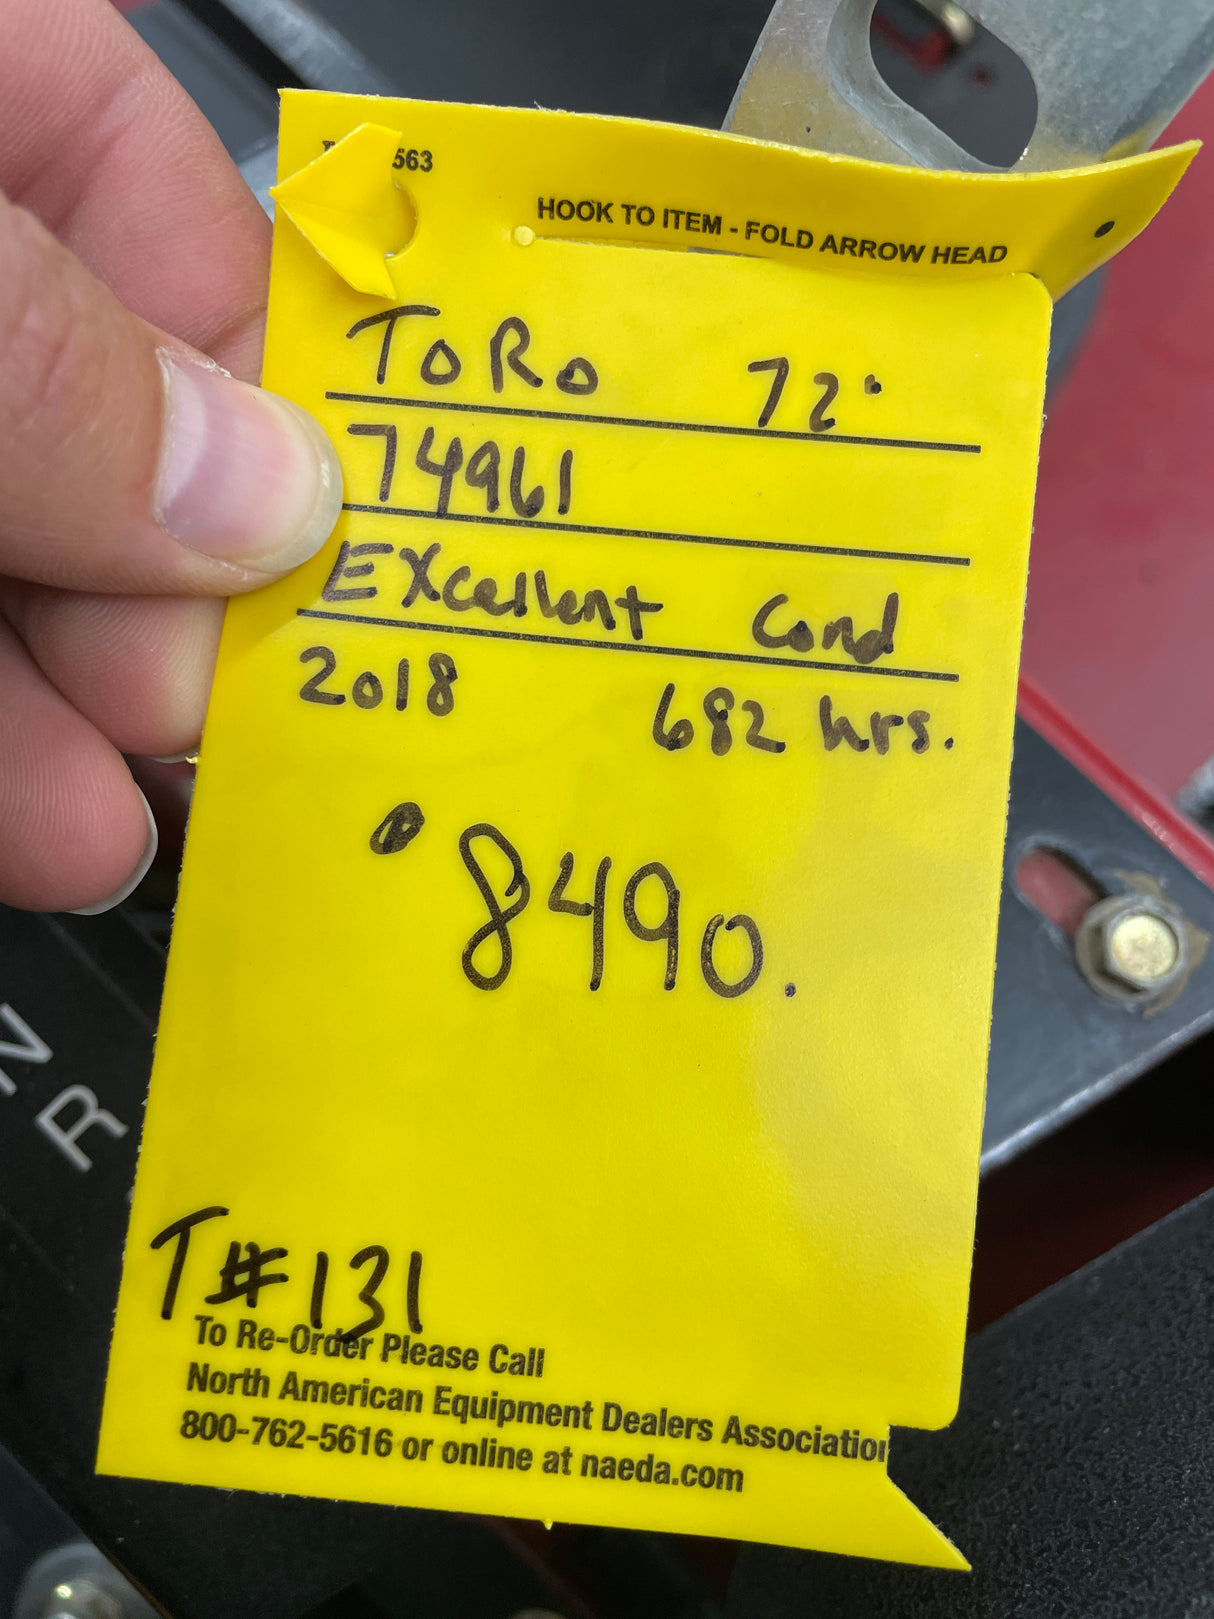 563
HOOK TO ITEM - FOLD ARROW HEAD
ToRo 72"
74961
Excellent Cond
2018 682 hrs.
8490.
T#131
To Re-Order Please Call
North American Equipment Dealers Association
800-762-5616 or online at naeda.com
N
R